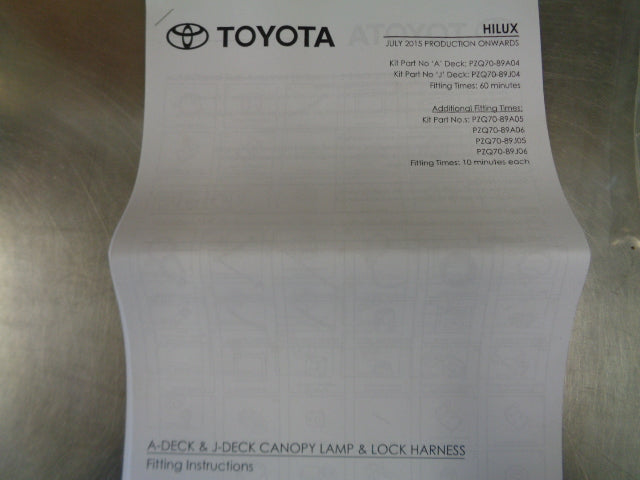 TOYOTA
HILUX
JULY 2015 PRODUCTION ONWARDS
Kit Part No 'A' Deck: PZQ70-89A04
Kit Part No 'J' Deck: PZQ70-89J04
Fitting Times: 60 minutes
Additional Fitting Times:
Kit Part No.s: PZQ70-89A05
PZQ70-89A06
PZQ70-89J05
PZQ70-89J06
Fitting Times: 10 minutes each
A-DECK & J-DECK CANOPY LAMP & LOCK HARNESS
Fitting Instructions